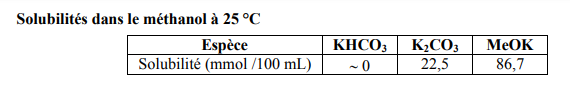 Solubilités dans le méthanol à 25 °C
Espèce KHCO₃ K₂CO₃ MeOK
Solubilité (mmol /100 mL) ~ 0 22,5 86,7